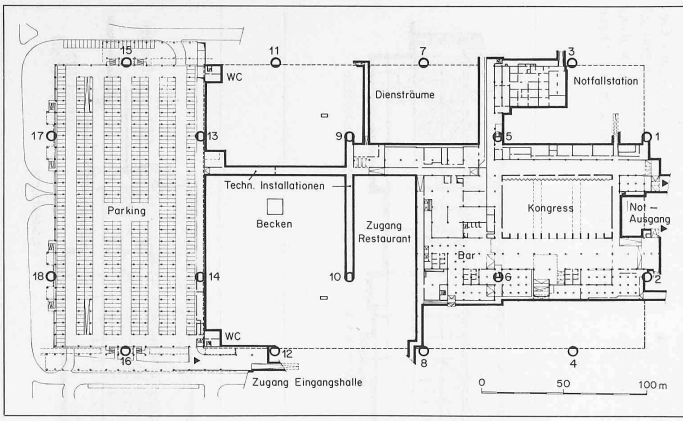 15
11
7
3
WC
Diensträume
Notfallstation
17
13
9
5
1
Techn. Installationen
Parking
Becken
Zugang
Restaurant
Kongress
Not-
Ausgang
Bar
18
14
10
6
2
WC
16
12
8
4
Zugang Eingangshalle
0 50 100 m